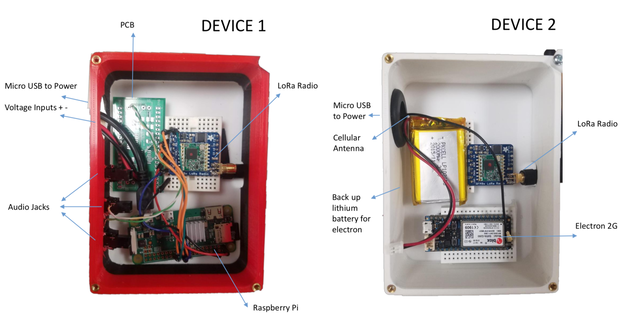 DEVICE 1
PCB
Micro USB to Power
Voltage Inputs + -
LoRa Radio
Audio Jacks
Raspberry Pi
DEVICE 2
Micro USB
to Power
Cellular
Antenna
LoRa Radio
Back up
lithium
battery for
electron
Electron 2G